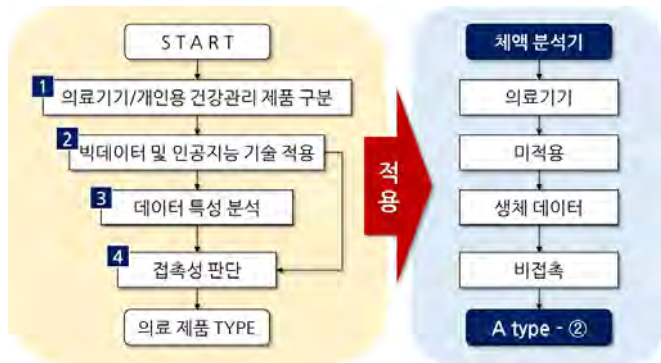 START
1 의료기기/개인용 건강관리 제품 구분
2 빅데이터 및 인공지능 기술 적용
3 데이터 특성 분석
4 접촉성 판단
의료 제품 TYPE
적용
체액 분석기
의료기기
미적용
생체 데이터
비접촉
A type - ②